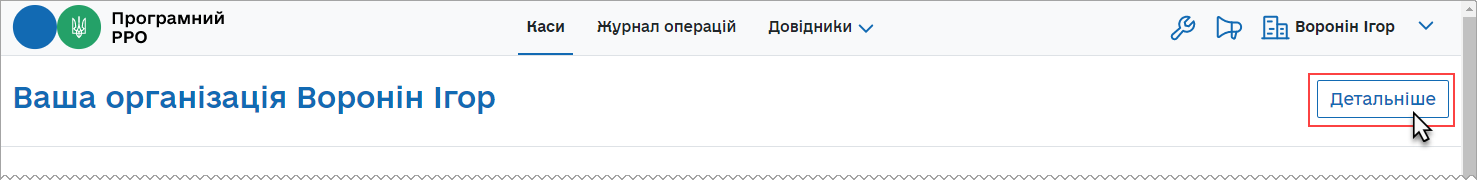 Програмний
РРО
Каси Журнал операцій Довідники Воронін Ігор
Ваша організація Воронін Ігор Детальніше